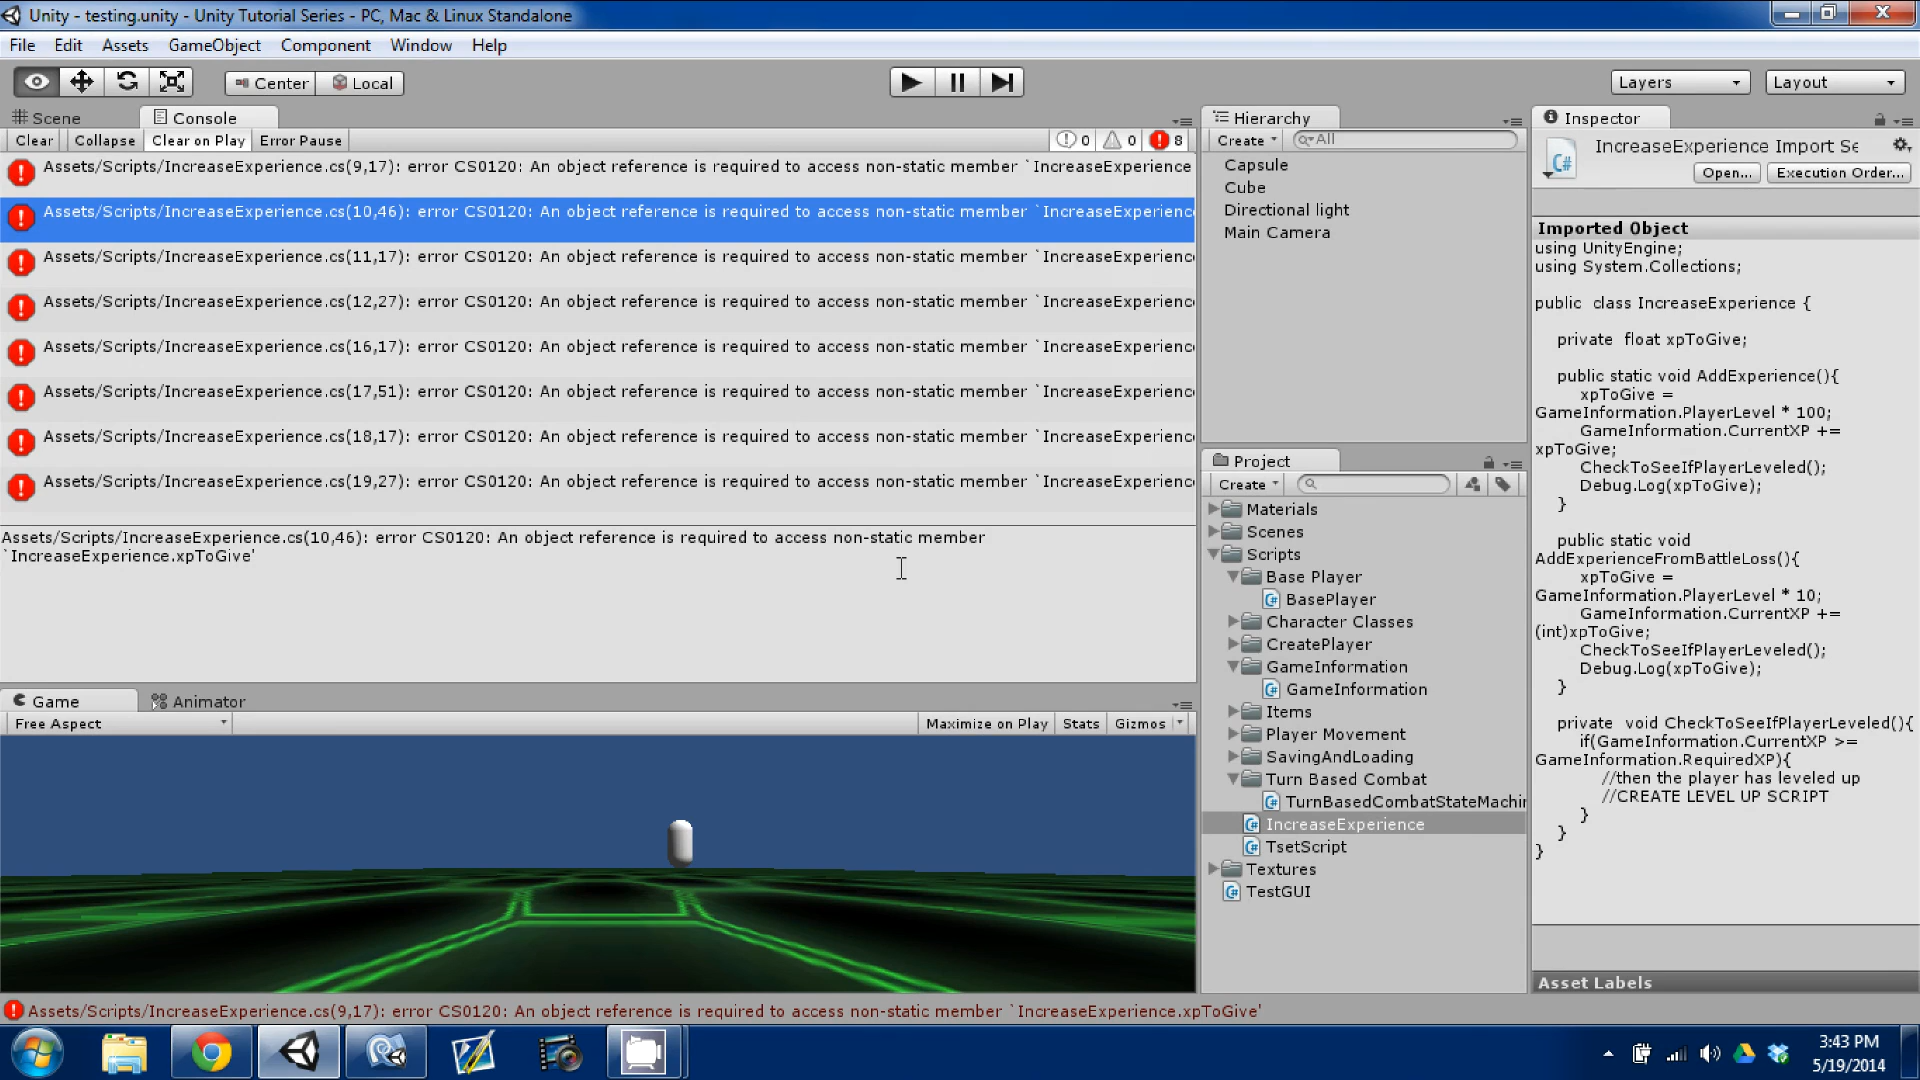 Unity - testing.unity - Unity Tutorial Series - PC, Mac & Linux Standalone
File Edit Assets GameObject Component Window Help
Center Local Layers Layout
Scene Console
Clear Collapse Clear on Play Error Pause 0 0 8
Assets/Scripts/IncreaseExperience.cs(9,17): error CS0120: An object reference is required to access non-static member `IncreaseExperience
Assets/Scripts/IncreaseExperience.cs(10,46): error CS0120: An object reference is required to access non-static member `IncreaseExperience
Assets/Scripts/IncreaseExperience.cs(11,17): error CS0120: An object reference is required to access non-static member `IncreaseExperience
Assets/Scripts/IncreaseExperience.cs(12,27): error CS0120: An object reference is required to access non-static member `IncreaseExperience
Assets/Scripts/IncreaseExperience.cs(16,17): error CS0120: An object reference is required to access non-static member `IncreaseExperience
Assets/Scripts/IncreaseExperience.cs(17,51): error CS0120: An object reference is required to access non-static member `IncreaseExperience
Assets/Scripts/IncreaseExperience.cs(18,17): error CS0120: An object reference is required to access non-static member `IncreaseExperience
Assets/Scripts/IncreaseExperience.cs(19,27): error CS0120: An object reference is required to access non-static member `IncreaseExperience
Assets/Scripts/IncreaseExperience.cs(10,46): error CS0120: An object reference is required to access non-static member
`IncreaseExperience.xpToGive'
Game Animator
Free Aspect Maximize on Play Stats Gizmos
Hierarchy
Create All
Capsule
Cube
Directional light
Main Camera
Project
Create
Materials
Scenes
Scripts
Base Player
BasePlayer
Character Classes
CreatePlayer
GameInformation
GameInformation
Items
Player Movement
SavingAndLoading
Turn Based Combat
TurnBasedCombatStateMachin
IncreaseExperience
TsetScript
Textures
TestGUI
Inspector
IncreaseExperience Import Se
C#
Open... Execution Order...
Imported Object
using UnityEngine;
using System.Collections;
public class IncreaseExperience {
private float xpToGive;
public static void AddExperience(){
xpToGive =
GameInformation.PlayerLevel * 100;
GameInformation.CurrentXP +=
xpToGive;
CheckToSeeIfPlayerLeveled();
Debug.Log(xpToGive);
}
public static void
AddExperienceFromBattleLoss(){
xpToGive =
GameInformation.PlayerLevel * 10;
GameInformation.CurrentXP +=
(int)xpToGive;
CheckToSeeIfPlayerLeveled();
Debug.Log(xpToGive);
}
private void CheckToSeeIfPlayerLeveled(){
if(GameInformation.CurrentXP >=
GameInformation.RequiredXP){
//then the player has leveled up
//CREATE LEVEL UP SCRIPT
}
}
}
Asset Labels
Assets/Scripts/IncreaseExperience.cs(9,17): error CS0120: An object reference is required to access non-static member `IncreaseExperience.xpToGive'
3:43 PM
5/19/2014